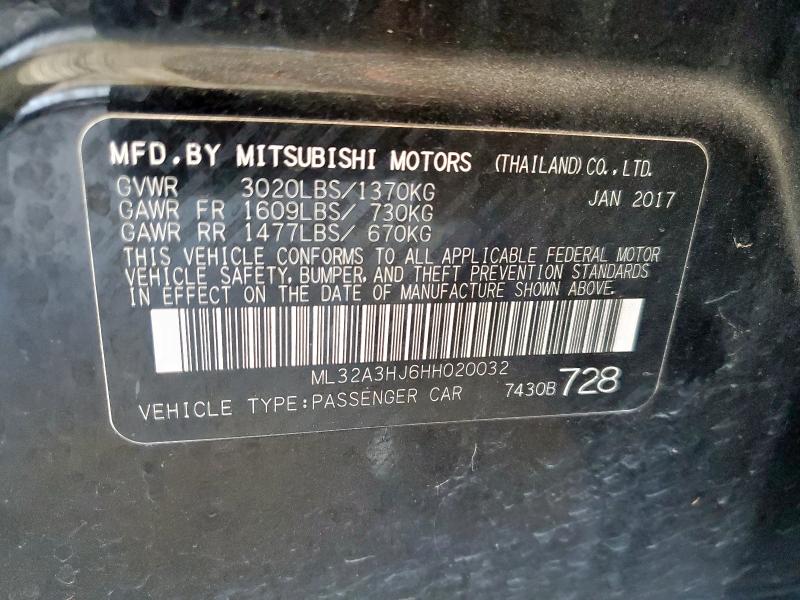 MFD. BY MITSUBISHI MOTORS (THAILAND) CO., LTD.
GVWR 3020LBS/1370KG JAN 2017
GAWR FR 1609LBS/ 730KG
GAWR RR 1477LBS/ 670KG
THIS VEHICLE CONFORMS TO ALL APPLICABLE FEDERAL MOTOR
VEHICLE SAFETY, BUMPER, AND THEFT PREVENTION STANDARDS
IN EFFECT ON THE DATE OF MANUFACTURE SHOWN ABOVE.
ML32A3HJ6HH020032
VEHICLE TYPE:PASSENGER CAR 7430B 728